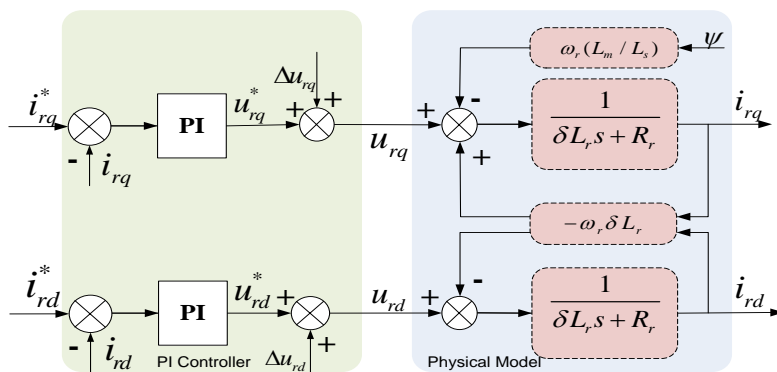 ω_r(L_m / L_s)
ψ
Δu_rq
i*_rq
PI
u*_rq
+
+
u_rq
+
-
+
1
δL_r s + R_r
i_rq
-
i_rq
-ω_r δL_r
i*_rd
PI
u*_rd
+
+
u_rd
+
-
1
δL_r s + R_r
i_rd
-
i_rd
Δu_rd
PI Controller
Physical Model